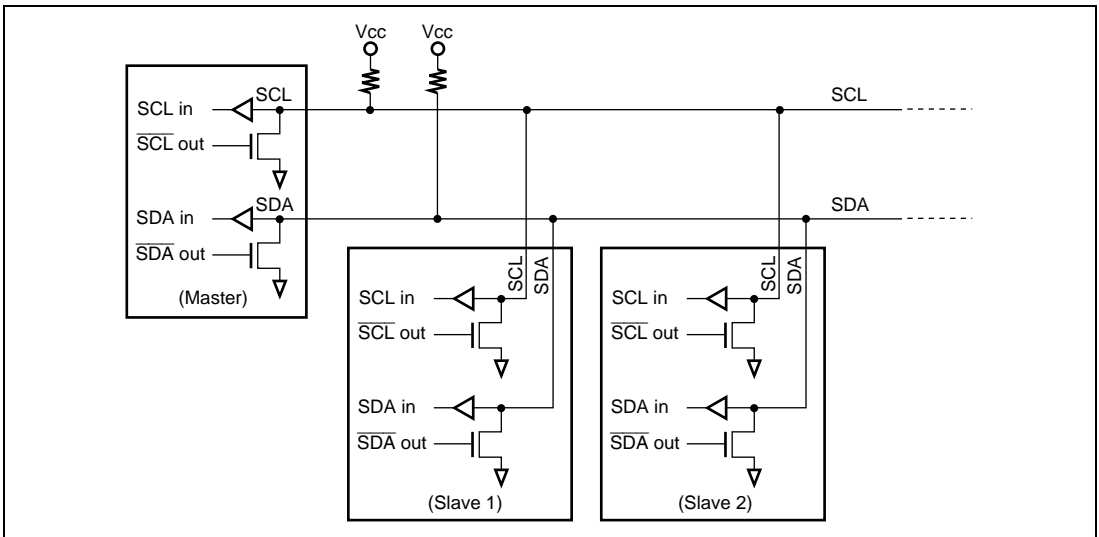 Vcc Vcc
SCL
SCL in
SCL out
SDA
SDA in
SDA out
(Master)
SCL
SDA
SCL
SDA
SCL in
SCL out
SDA in
SDA out
(Slave 1)
SCL
SDA
SCL in
SCL out
SDA in
SDA out
(Slave 2)